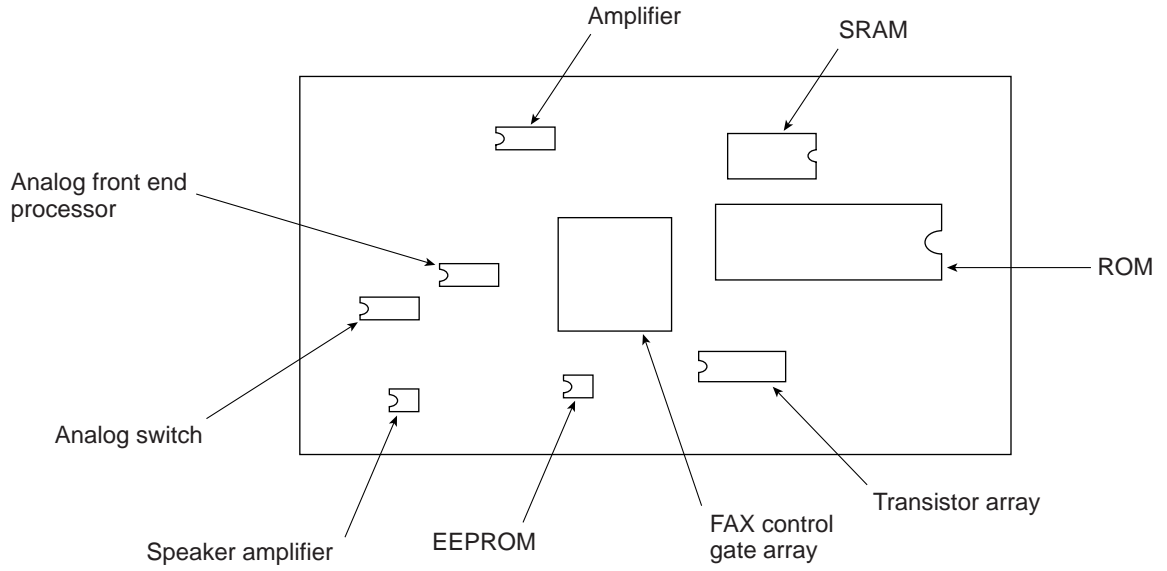 Amplifier
SRAM
Analog front end
processor
ROM
Analog switch
Transistor array
FAX control
gate array
EEPROM
Speaker amplifier